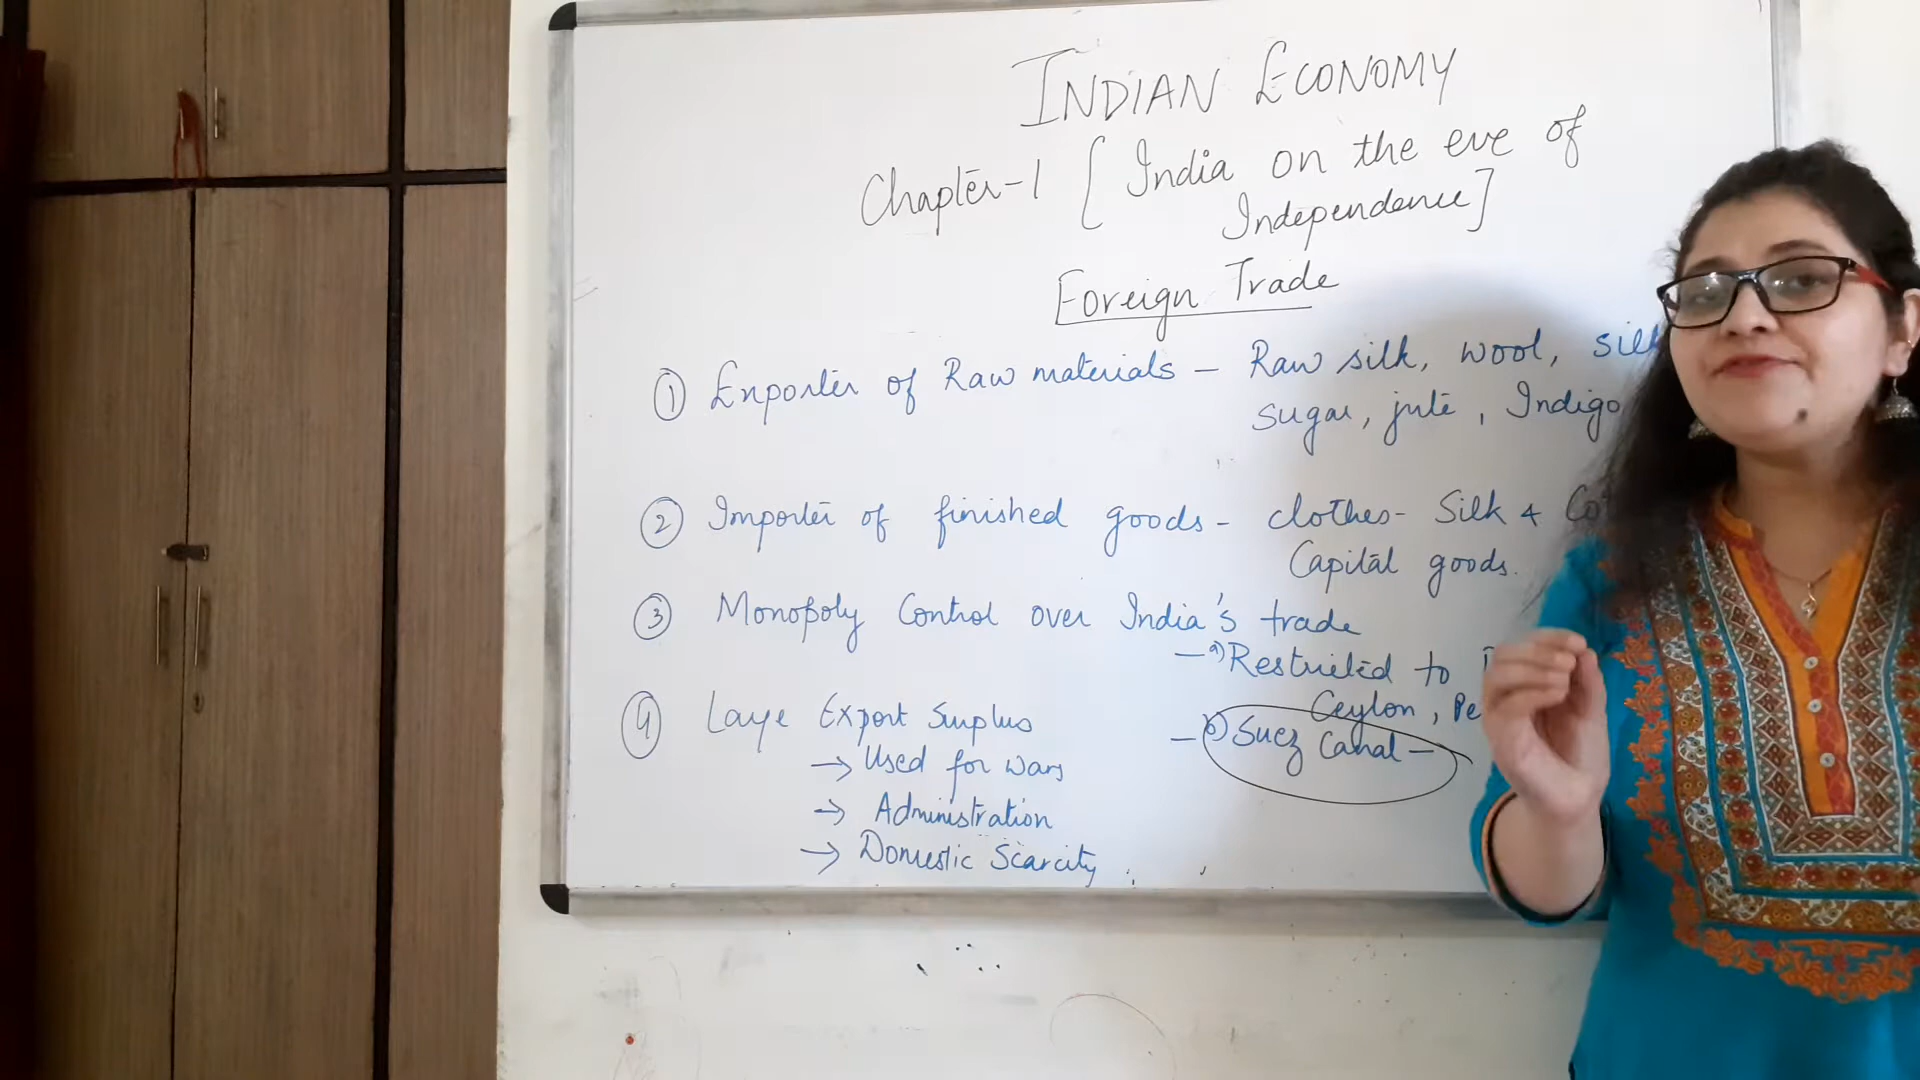 INDIAN ECONOMY
Chapter-1 [India on the eve of
Independence]
Foreign Trade
① Exporter of Raw materials - Raw silk, wool, silk
sugar, jute, Indigo
② Importer of finished goods - clothes - Silk &
Capital goods.
③ Monopoly Control over India's trade
- a) Restricted to
Ceylon,
- b) Suez Canal -
④ Large Export Surplus
→ Used for wars
→ Administration
→ Domestic Scarcity